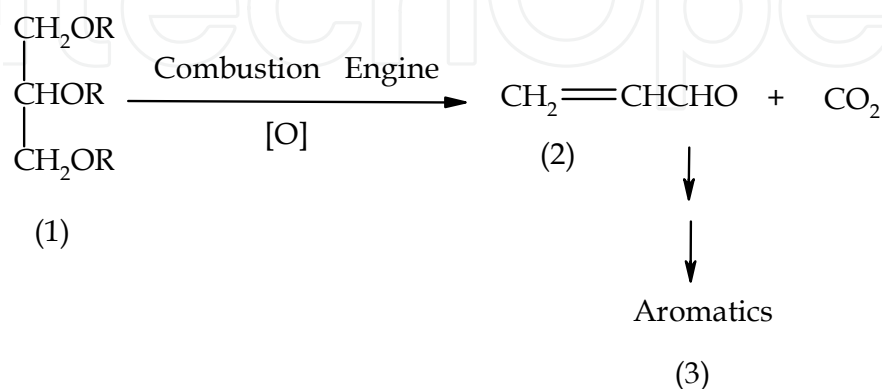 CH2OR
CHOR
CH2OR
(1)
Combustion Engine
[O]
CH2=CHCHO + CO2
(2)
Aromatics
(3)